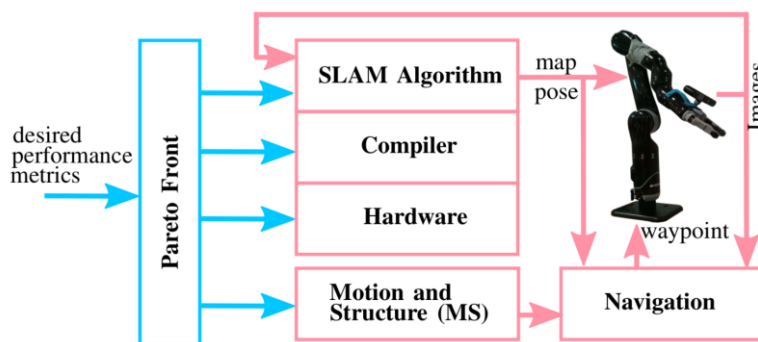 desired
performance
metrics
Pareto Front
SLAM Algorithm
Compiler
Hardware
Motion and
Structure (MS)
map
pose
Images
waypoint
Navigation